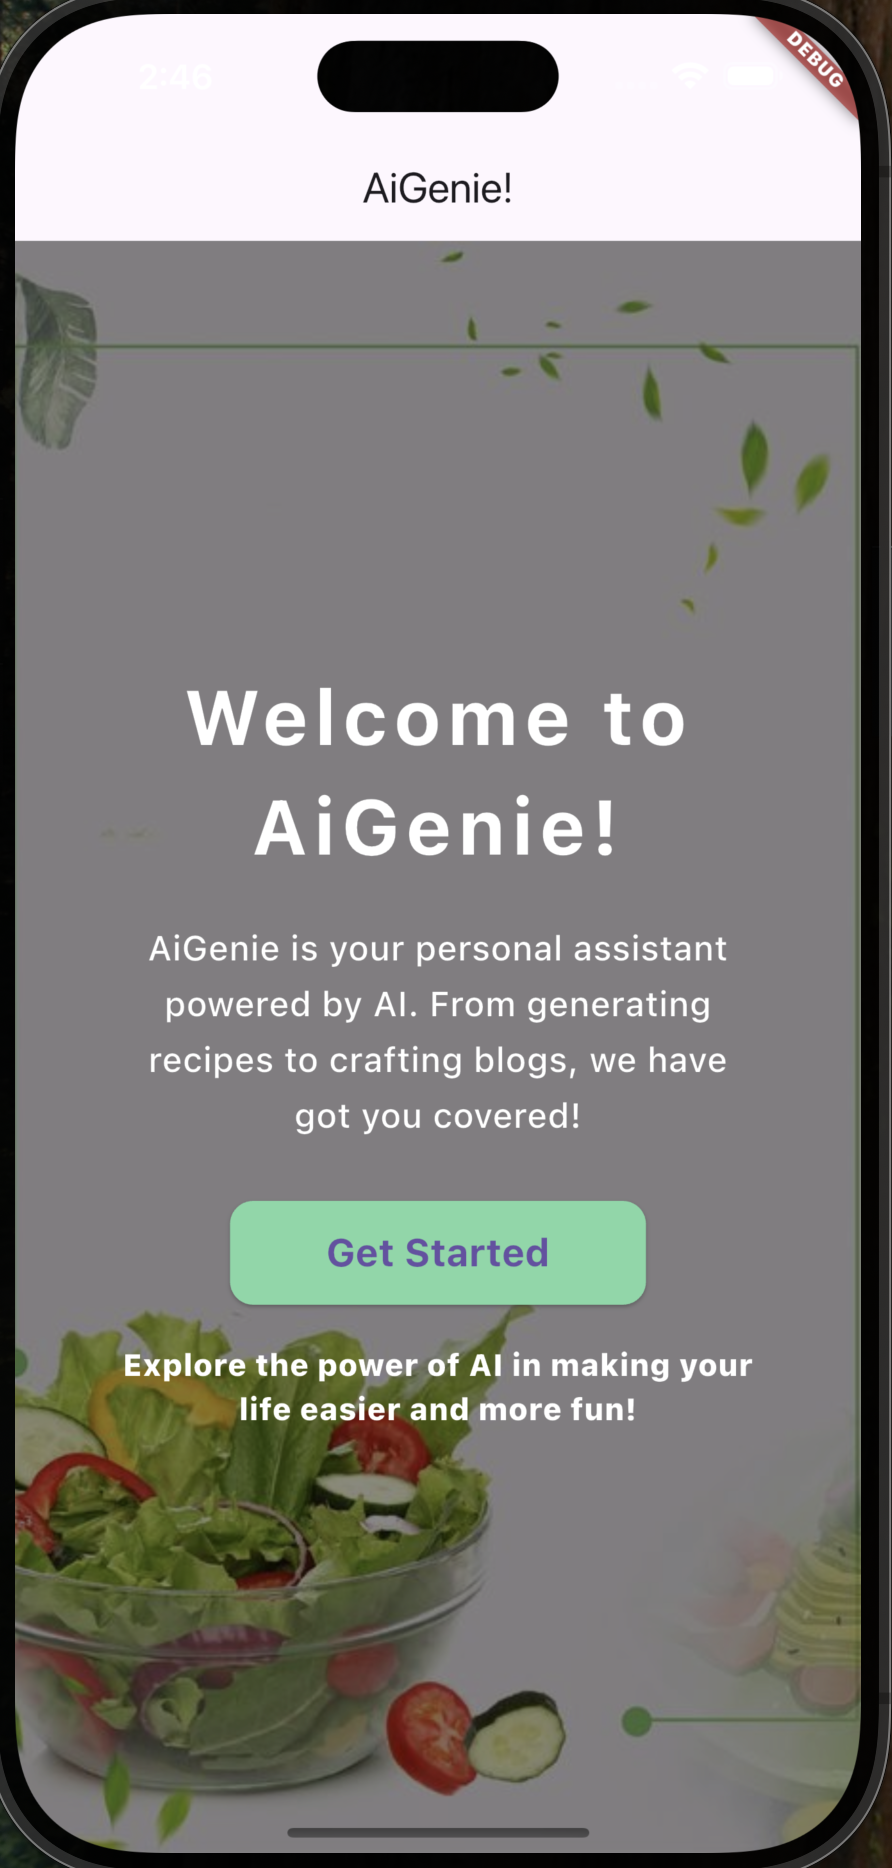 2:46
DEBUG
AiGenie!
Welcome to
AiGenie!
AiGenie is your personal assistant
powered by AI. From generating
recipes to crafting blogs, we have
got you covered!
Get Started
Explore the power of AI in making your
life easier and more fun!